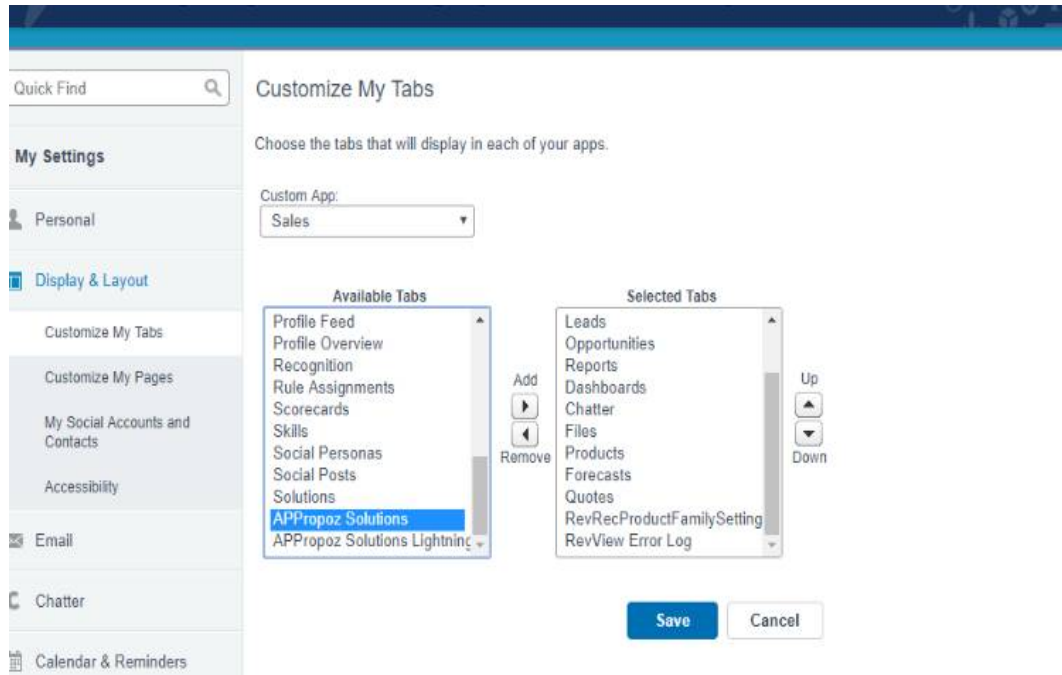 Quick Find
My Settings
Personal
Display & Layout
Customize My Tabs
Customize My Pages
My Social Accounts and
Contacts
Accessibility
Email
Chatter
Calendar & Reminders
Customize My Tabs
Choose the tabs that will display in each of your apps.
Custom App:
Sales
Available Tabs
Profile Feed
Profile Overview
Recognition
Rule Assignments
Scorecards
Skills
Social Personas
Social Posts
Solutions
APPropoz Solutions
APPropoz Solutions Lightning
Add
Remove
Selected Tabs
Leads
Opportunities
Reports
Dashboards
Chatter
Files
Products
Forecasts
Quotes
RevRecProductFamilySetting
RevView Error Log
Up
Down
Save
Cancel